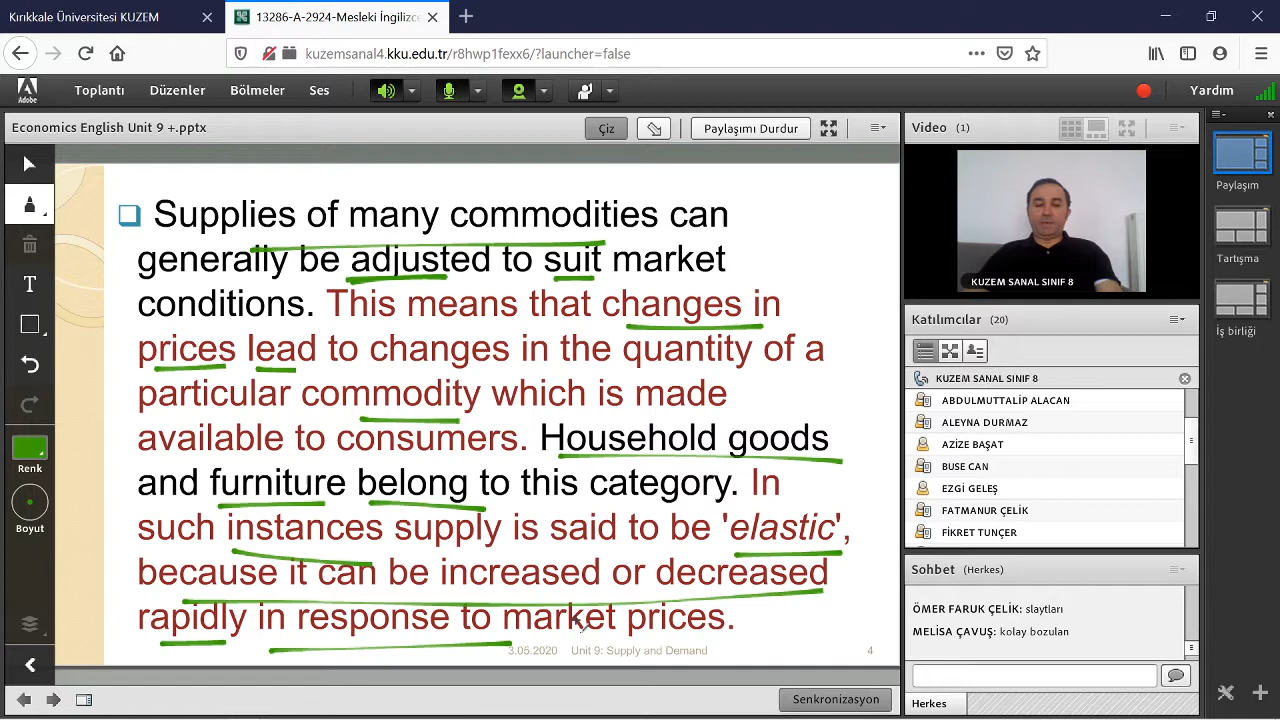 Kırıkkale Üniversitesi KUZEM
13286-A-2924-Mesleki İngilizce
kuzemsanal4.kku.edu.tr/r8hwp1fexx6/?launcher=false
Adobe
Toplantı
Düzenler
Bölmeler
Ses
Yardım
Economics English Unit 9 +.pptx
Çiz
Paylaşımı Durdur
Supplies of many commodities can
generally be adjusted to suit market
conditions. This means that changes in
prices lead to changes in the quantity of a
particular commodity which is made
available to consumers. Household goods
and furniture belong to this category. In
such instances supply is said to be 'elastic',
because it can be increased or decreased
rapidly in response to market prices.
3.05.2020
Unit 9: Supply and Demand
4
T
Renk
Boyut
Senkronizasyon
Video (1)
KUZEM SANAL SINIF 8
Katılımcılar (20)
KUZEM SANAL SINIF 8
ABDULMUTTALİP ALACAN
ALEYNA DURMAZ
AZİZE BAŞAT
BUSE CAN
EZGİ GELEŞ
FATMANUR ÇELİK
FİKRET TUNÇER
Sohbet (Herkes)
ÖMER FARUK ÇELİK: slaytları
MELİSA ÇAVUŞ: kolay bozulan
Herkes
Paylaşım
Tartışma
İş birliği